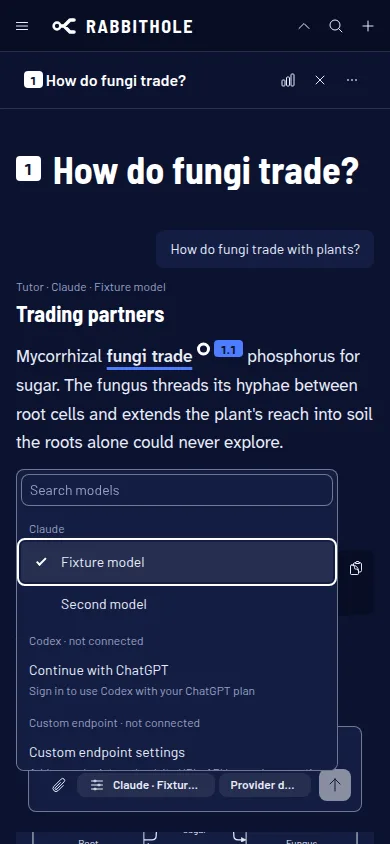 RABBITHOLE
1 How do fungi trade?
1 How do fungi trade?
How do fungi trade with plants?
Tutor · Claude · Fixture model
Trading partners
Mycorrhizal fungi trade 1.1 phosphorus for
sugar. The fungus threads its hyphae between
root cells and extends the plant's reach into soil
the roots alone could never explore.
Search models
Claude
Fixture model
Second model
Codex · not connected
Continue with ChatGPT
Sign in to use Codex with your ChatGPT plan
Custom endpoint · not connected
Custom endpoint settings
Claude · Fixtur...
Provider d...